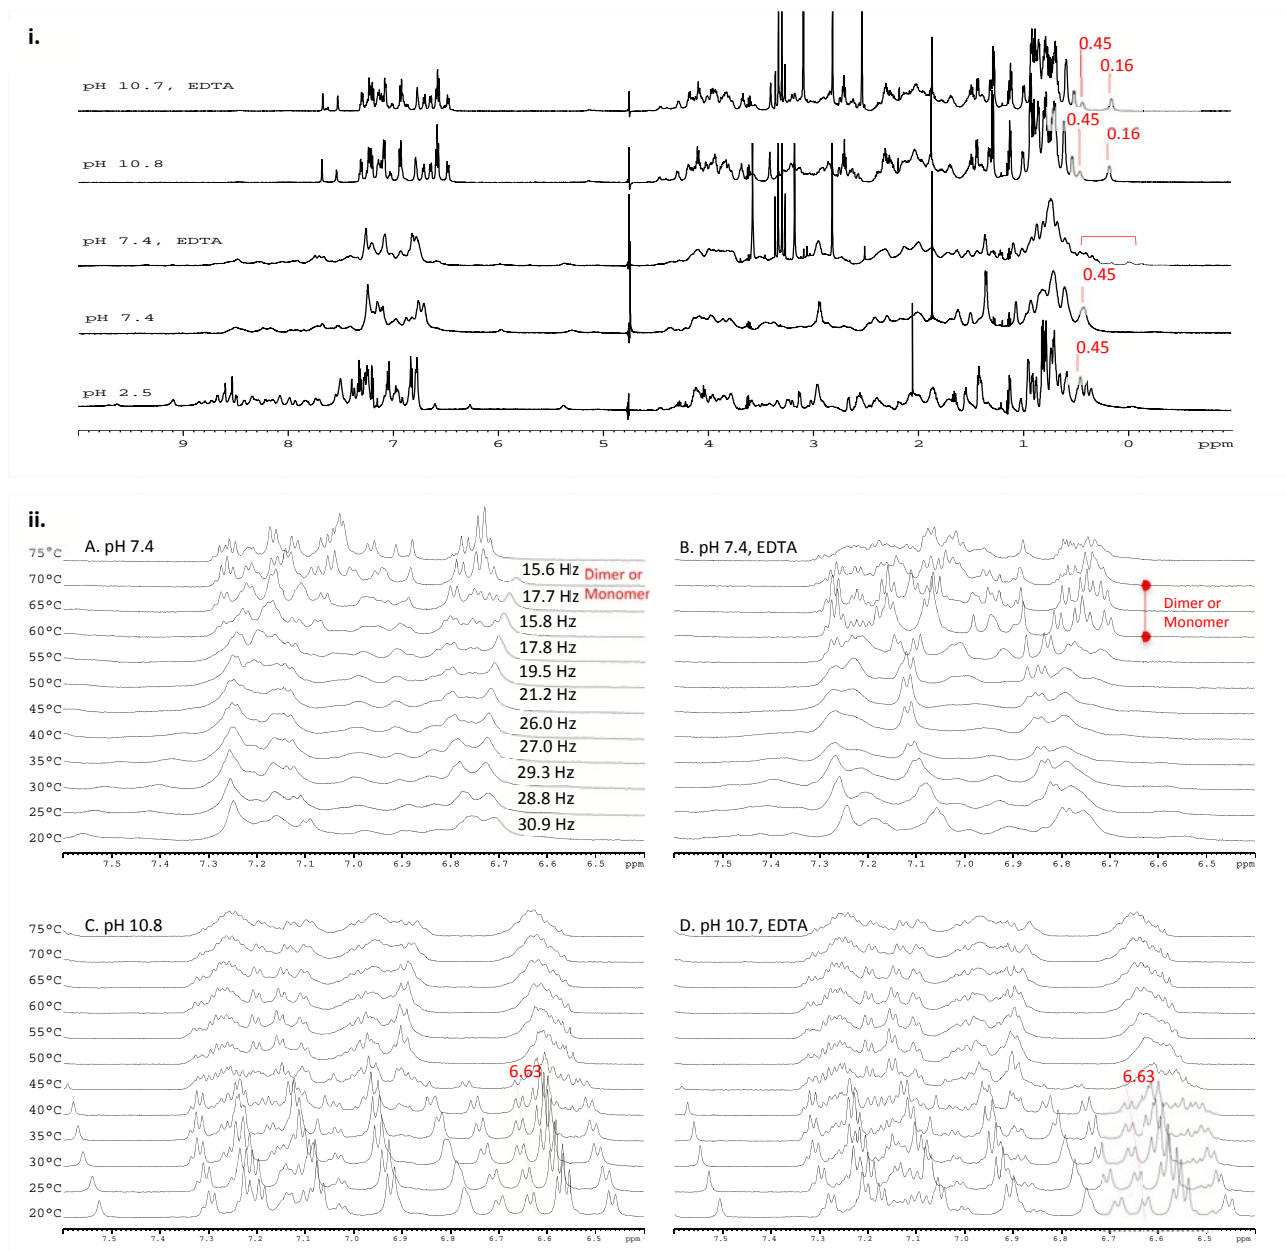 i.
pH 10.7, EDTA
0.45
0.16
pH 10.8
0.45
0.16
pH 7.4, EDTA
pH 7.4
0.45
pH 2.5
0.45
9 8 7 6 5 4 3 2 1 0 ppm
ii.
A. pH 7.4
75°C
70°C
65°C
60°C
55°C
50°C
45°C
40°C
35°C
30°C
25°C
20°C
15.6 Hz
17.7 Hz
15.8 Hz
17.8 Hz
19.5 Hz
21.2 Hz
26.0 Hz
27.0 Hz
29.3 Hz
28.8 Hz
30.9 Hz
Dimer or
Monomer
7.5 7.4 7.3 7.2 7.1 7.0 6.9 6.8 6.7 6.6 6.5 ppm
B. pH 7.4, EDTA
Dimer or
Monomer
7.5 7.4 7.3 7.2 7.1 7.0 6.9 6.8 6.7 6.6 6.5 ppm
C. pH 10.8
75°C
70°C
65°C
60°C
55°C
50°C
45°C
40°C
35°C
30°C
25°C
20°C
6.63
7.5 7.4 7.3 7.2 7.1 7.0 6.9 6.8 6.7 6.6 6.5 ppm
D. pH 10.7, EDTA
6.63
7.5 7.4 7.3 7.2 7.1 7.0 6.9 6.8 6.7 6.6 6.5 ppm